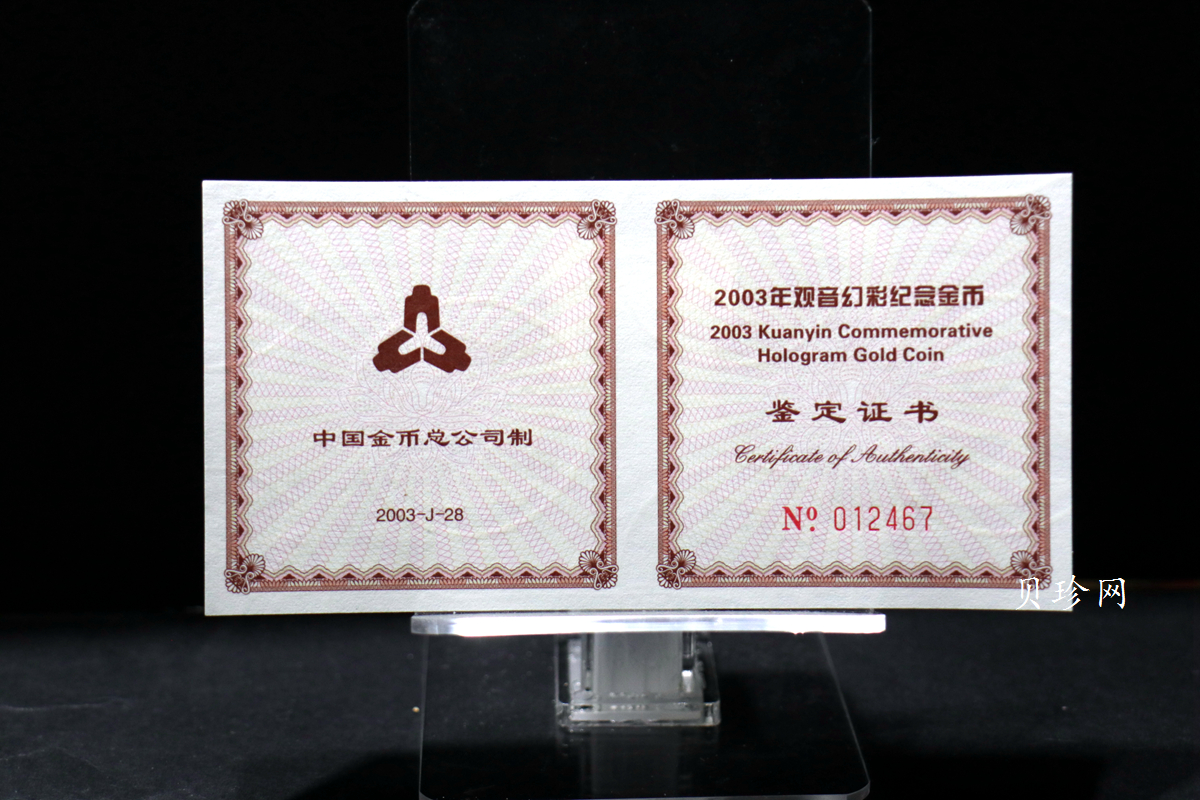 中国金币总公司制
2003-J-28
2003年观音幻彩纪念金币
2003 Kuanyin Commemorative
Hologram Gold Coin
鉴定证书
Certificate of Authenticity
Nº 012467
贝珍网